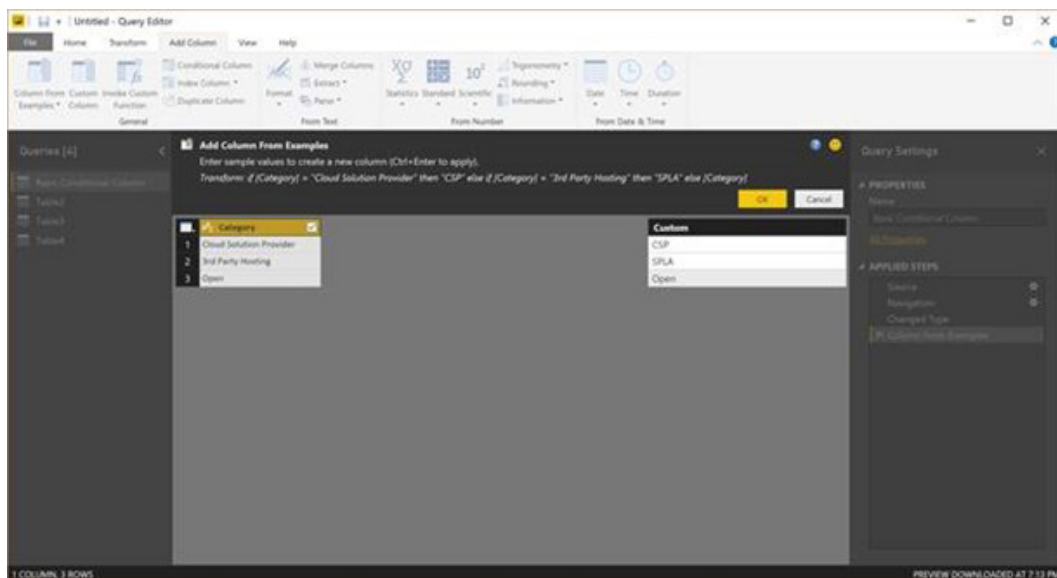 Untitled - Query Editor
File Home Transform Add Column View Help
Column From Examples Custom Column Invoke Custom Function
Conditional Column
Index Column
Duplicate Column
General
Format
Merge Columns
Extract
Parse
From Text
Statistics Standard Scientific
Trigonometry
Rounding
Information
From Number
Date Time Duration
From Date & Time
Queries [4]
Basic Conditional Column
Table2
Table3
Table4
Add Column From Examples
Enter sample values to create a new column (Ctrl+Enter to apply).
Transform: if [Category] = "Cloud Solution Provider" then "CSP" else if [Category] = "3rd Party Hosting" then "SPLA" else [Category]
OK Cancel
Category
1 Cloud Solution Provider
2 3rd Party Hosting
3 Open
Custom
CSP
SPLA
Open
Query Settings
PROPERTIES
Name
Basic Conditional Column
All Properties
APPLIED STEPS
Source
Navigation
Changed Type
Column From Examples
1 COLUMN, 3 ROWS
PREVIEW DOWNLOADED AT 7:13 PM